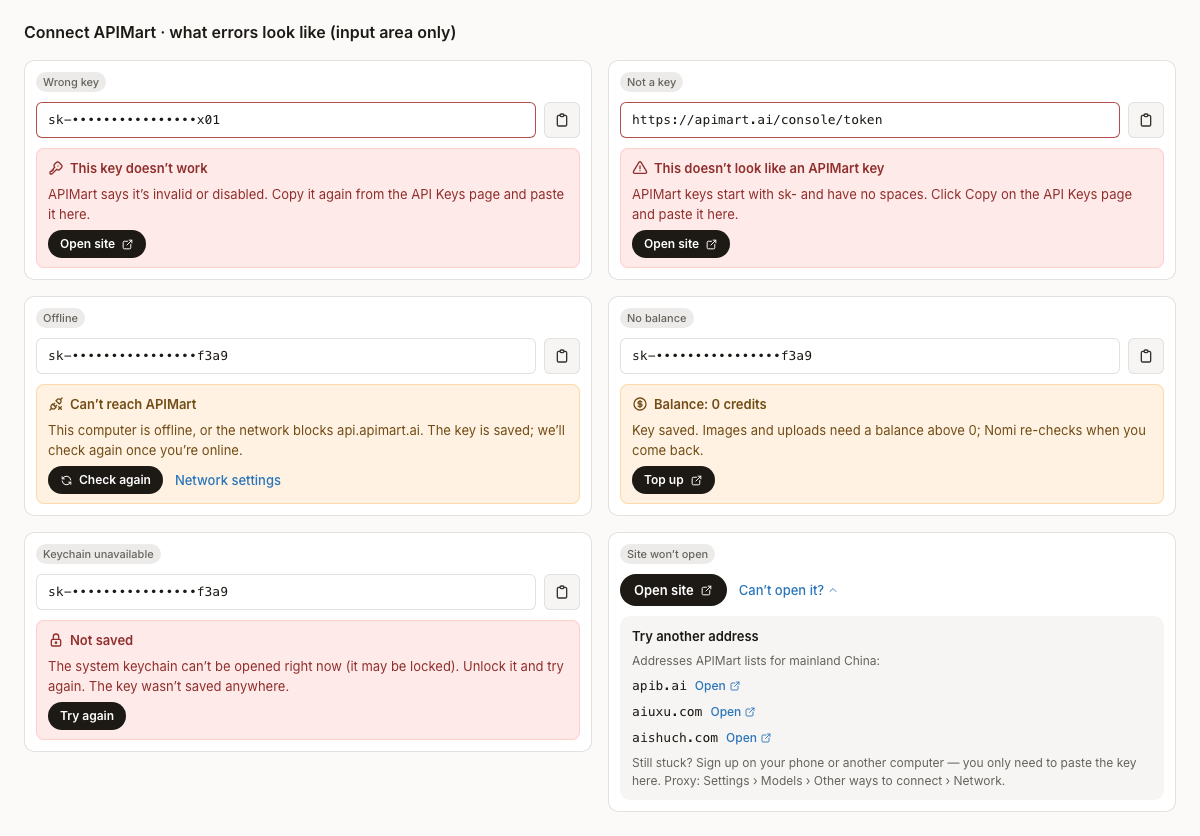 Connect APIMart · what errors look like (input area only)
Wrong key
sk–••••••••••••••••x01
This key doesn’t work
APIMart says it’s invalid or disabled. Copy it again from the API Keys page and paste
it here.
Open site
Not a key
https://apimart.ai/console/token
This doesn’t look like an APIMart key
APIMart keys start with sk- and have no spaces. Click Copy on the API Keys page
and paste it here.
Open site
Offline
sk–••••••••••••••••f3a9
Can’t reach APIMart
This computer is offline, or the network blocks api.apimart.ai. The key is saved; we’ll
check again once you’re online.
Check again Network settings
No balance
sk–••••••••••••••••f3a9
Balance: 0 credits
Key saved. Images and uploads need a balance above 0; Nomi re-checks when you
come back.
Top up
Keychain unavailable
sk–••••••••••••••••f3a9
Not saved
The system keychain can’t be opened right now (it may be locked). Unlock it and try
again. The key wasn’t saved anywhere.
Try again
Site won’t open
Open site Can’t open it?
Try another address
Addresses APIMart lists for mainland China:
apib.ai Open
aiuxu.com Open
aishuch.com Open
Still stuck? Sign up on your phone or another computer — you only need to paste the key
here. Proxy: Settings › Models › Other ways to connect › Network.